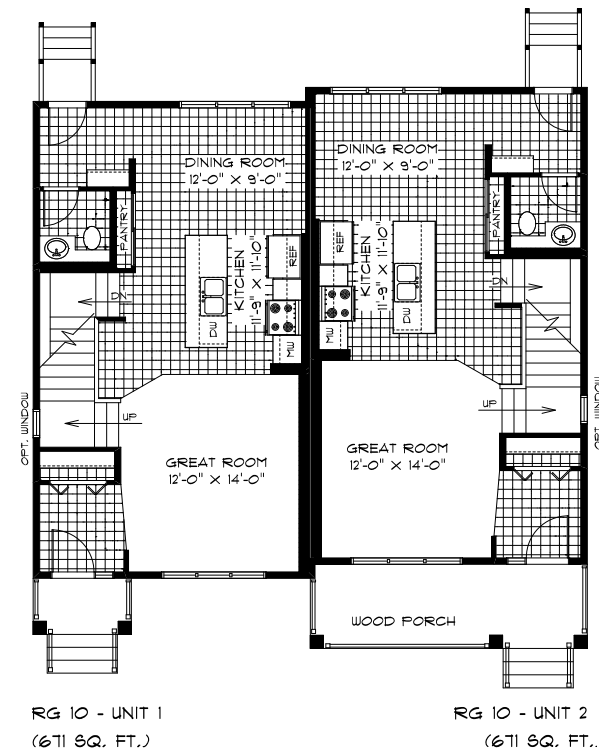 DINING ROOM
12'-0" X 9'-0"
DINING ROOM
12'-0" X 9'-0"
PANTRY
PANTRY
KITCHEN
11'-9" X 11'-10"
REF
REF
KITCHEN
11'-9" X 11'-10"
DN
DN
DW
MW
MW
DW
OPT. WINDOW
UP
UP
GREAT ROOM
12'-0" X 14'-0"
GREAT ROOM
12'-0" X 14'-0"
WOOD PORCH
RG 10 - UNIT 1
(671 SQ. FT.)
RG 10 - UNIT 2
(671 SQ. FT.